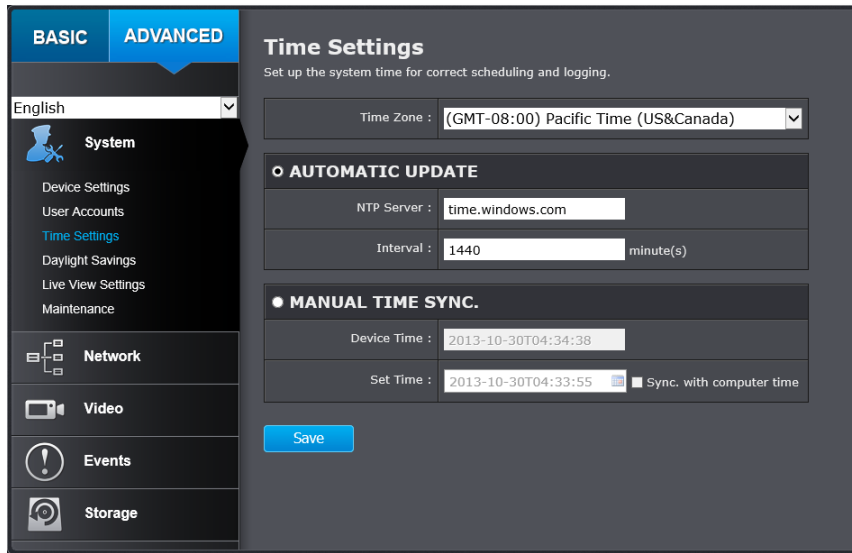 BASIC
ADVANCED
English
System
Device Settings
User Accounts
Time Settings
Daylight Savings
Live View Settings
Maintenance
Network
Video
Events
Storage
Time Settings
Set up the system time for correct scheduling and logging.
Time Zone : (GMT-08:00) Pacific Time (US&Canada)
AUTOMATIC UPDATE
NTP Server : time.windows.com
Interval : 1440 minute(s)
MANUAL TIME SYNC.
Device Time : 2013-10-30T04:34:38
Set Time : 2013-10-30T04:33:55 Sync. with computer time
Save